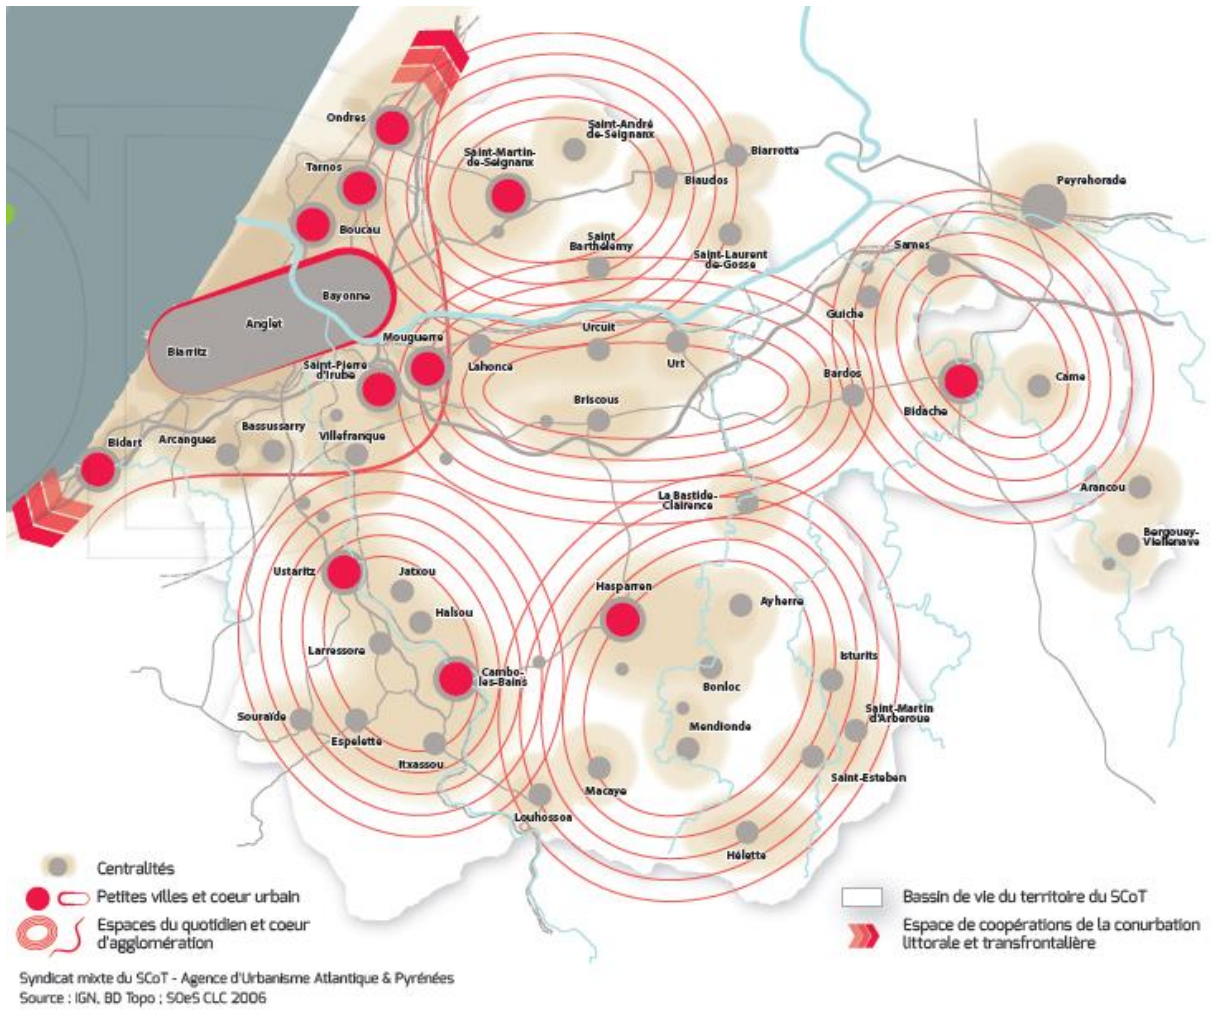 Ondres
Saint-André
de-Seignanx
Saint-Martin-
de-Seignanx
Biarrotte
Tarnos
Biaudos
Peyrehorade
Boucau
Saint
Barthélemy
Saint-Laurent
de-Gosse
Sames
Bayonne
Guiche
Anglet
Urcuit
Mouguerre
Biarritz
Saint-Pierre
d'Irube
Lahonce
Urt
Bardos
Came
Briscous
Bidache
Bidart
Arcangues
Bassussarry
Villefranque
Arancou
La Bastide-
Clairence
Bergouey-
Viellenave
Ustaritz
Jatxou
Hasparren
Ayherre
Halsou
Larressore
Isturits
Cambo-
les-Bains
Bonloc
Souraïde
Saint-Martin
d'Arberoue
Mendionde
Espelette
Itxassou
Saint-Esteben
Macaye
Louhossoa
Hélette
Centralités
Petites villes et coeur urbain
Espaces du quotidien et coeur
d'agglomération
Bassin de vie du territoire du SCoT
Espace de coopérations de la conurbation
littorale et transfrontalière
Syndicat mixte du SCoT - Agence d'Urbanisme Atlantique & Pyrénées
Source : IGN, BD Topo ; SOeS CLC 2006